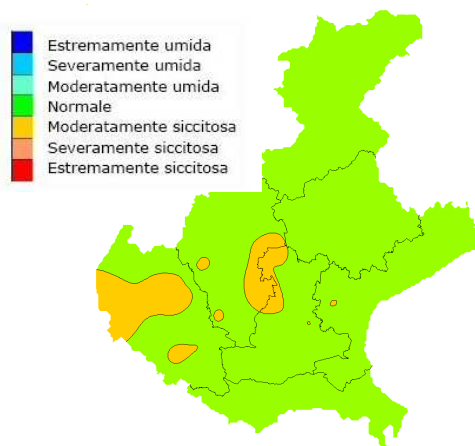 Estremamente umida
Severamente umida
Moderatamente umida
Normale
Moderatamente siccitosa
Severamente siccitosa
Estremamente siccitosa